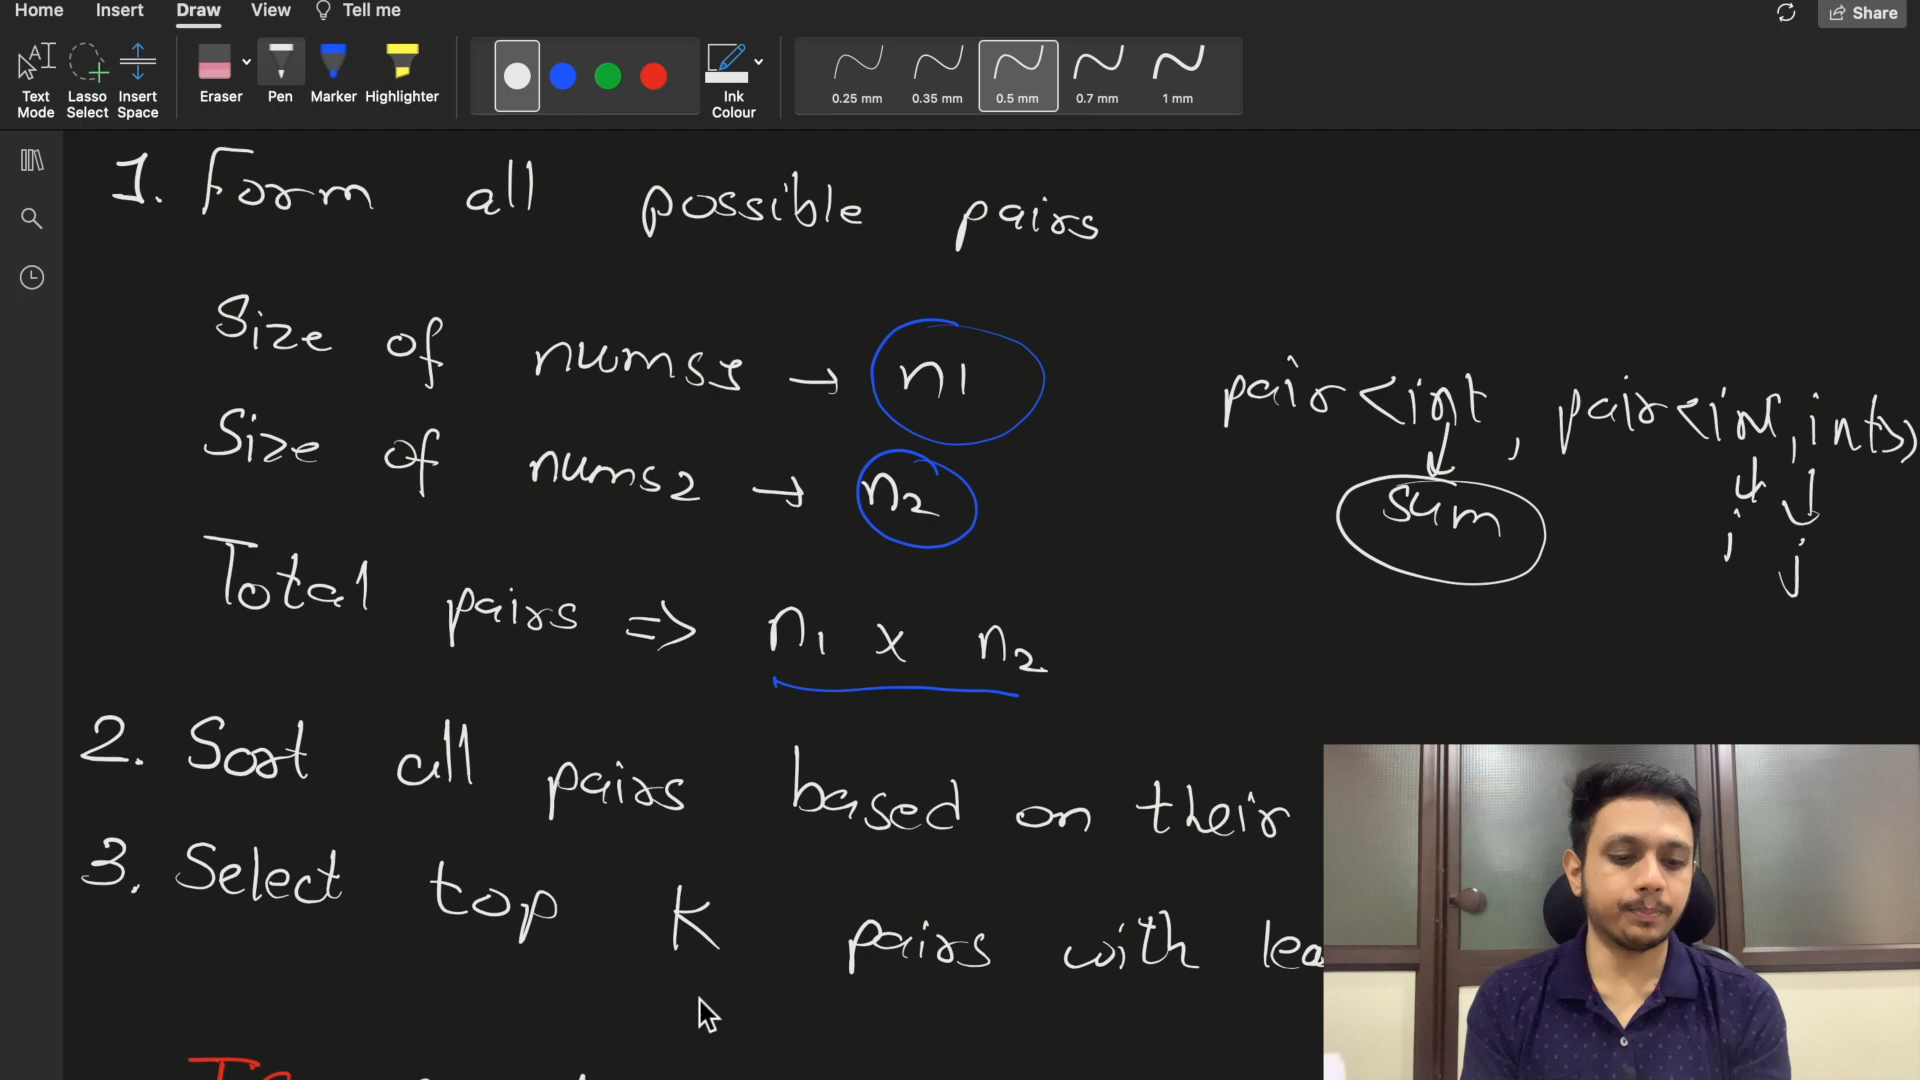 Home Insert Draw View Tell me Share
Text Mode Lasso Select Insert Space Eraser Pen Marker Highlighter Ink Colour 0.25 mm 0.35 mm 0.5 mm 0.7 mm 1 mm
1. Form all possible pairs
Size of nums1 → n1
Size of nums2 → n2
pair<int, pair<int, int>>
sum i j
Total pairs => n1 x n2
2. Sort all pairs based on their
3. Select top K pairs with lea